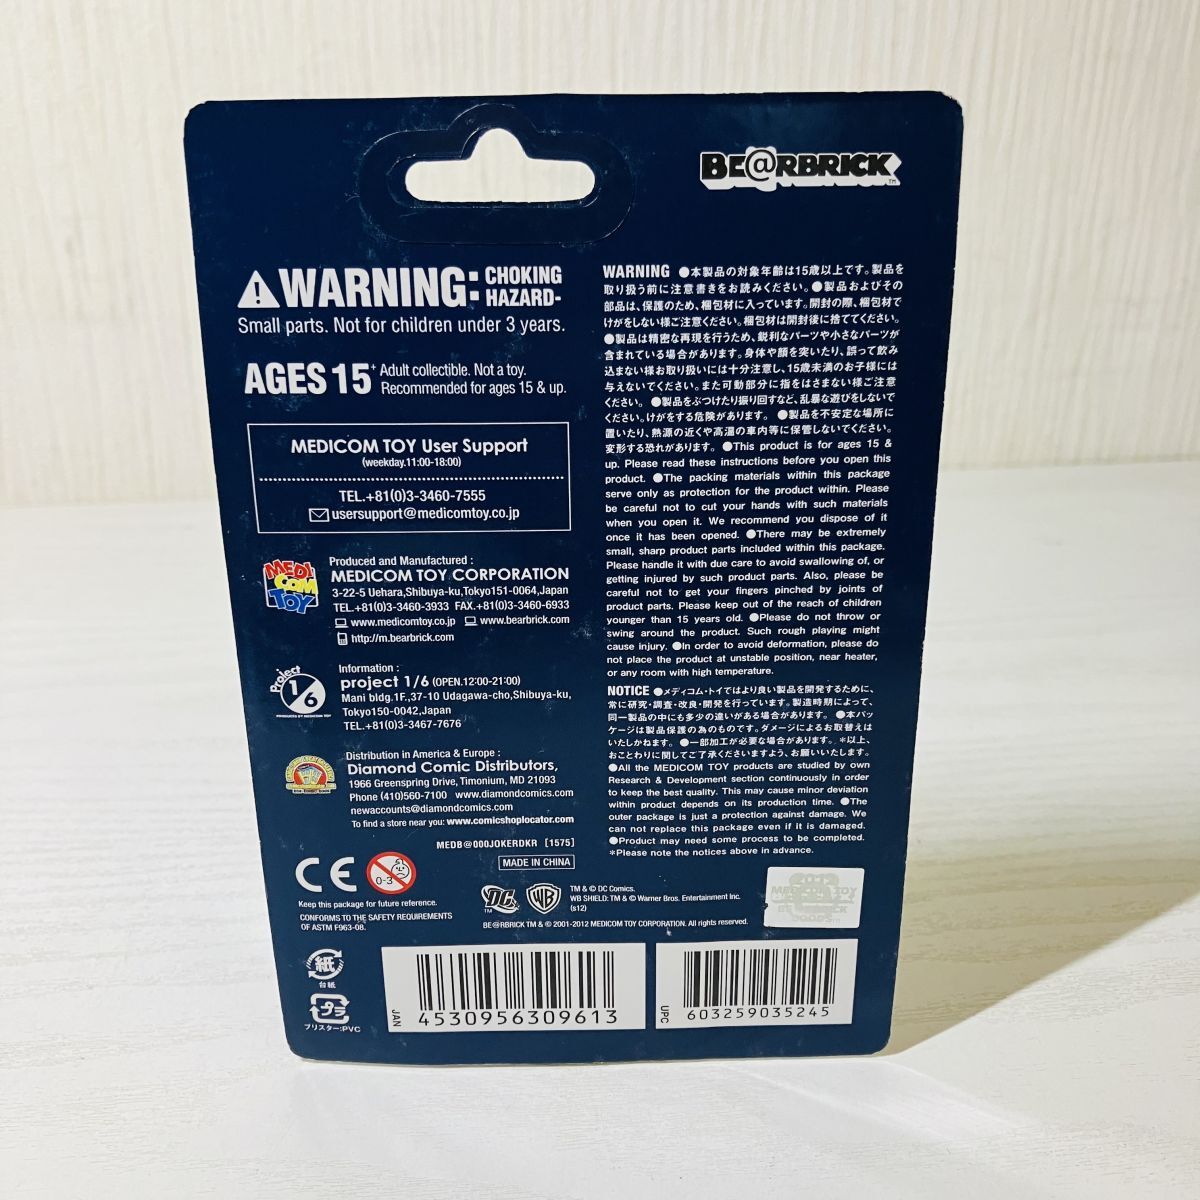 BE@RBRICK TM
WARNING: CHOKING
HAZARD-
Small parts. Not for children under 3 years.
AGES 15+ Adult collectible. Not a toy.
Recommended for ages 15 & up.
MEDICOM TOY User Support
(weekday.11:00-18:00)
TEL.+81(0)3-3460-7555
usersupport@medicomtoy.co.jp
MEDI
COM
TOY
Produced and Manufactured :
MEDICOM TOY CORPORATION
3-22-5 Uehara,Shibuya-ku,Tokyo151-0064,Japan
TEL.+81(0)3-3460-3933 FAX.+81(0)3-3460-6933
www.medicomtoy.co.jp www.bearbrick.com
http://m.bearbrick.com
Project
1/6
PRODUCED BY MEDICOM TOY
Information :
project 1/6 (OPEN.12:00-21:00)
Mani bldg.1F.,37-10 Udagawa-cho,Shibuya-ku,
Tokyo150-0042,Japan
TEL.+81(0)3-3467-7676
Distribution in America & Europe :
Diamond Comic Distributors,
1966 Greenspring Drive, Timonium, MD 21093
Phone (410)560-7100 www.diamondcomics.com
newaccounts@diamondcomics.com
To find a store near you: www.comicshoplocator.com
MEDB@000JOKERDKR [1575]
MADE IN CHINA
CE 0-3
Keep this package for future reference.
CONFORMS TO THE SAFETY REQUIREMENTS
OF ASTM F963-08.
DC TM WB
TM & © DC Comics.
WB SHIELD: TM & © Warner Bros. Entertainment Inc.
(s12)
BE@RBRICK TM & © 2001-2012 MEDICOM TOY CORPORATION. All rights reserved.
紙
台紙
プラ
ブリスター:PVC
JAN
4530956309613
UPC
603259035245
WARNING ●本製品の対象年齢は15歳以上です。製品を
取り扱う前に注意書きをお読みください。●製品およびその
部品は、保護のため、梱包材に入っています。開封の際、梱包材で
けがをしない様ご注意ください。梱包材は開封後に捨ててください。
●製品は精密な再現を行うため、鋭利なパーツや小さなパーツが
含まれている場合があります。身体や顔を突いたり、誤って飲み
込まない様お取り扱いには十分注意し、15歳未満のお子様には
与えないでください。また可動部分に指をはさまない様ご注意
ください。 ●製品をぶつけたり振り回すなど、乱暴な遊びをしないで
ください。けがをする危険があります。 ●製品を不安定な場所に
置いたり、熱源の近くや高温の車内等に保管しないでください。
変形する恐れがあります。 ●This product is for ages 15 &
up. Please read these instructions before you open this
product. ●The packing materials within this package
serve only as protection for the product within. Please
be careful not to cut your hands with such materials
when you open it. We recommend you dispose of it
once it has been opened. ●There may be extremely
small, sharp product parts included within this package.
Please handle it with due care to avoid swallowing of, or
getting injured by such product parts. Also, please be
careful not to get your fingers pinched by joints of
product parts. Please keep out of the reach of children
younger than 15 years old. ●Please do not throw or
swing around the product. Such rough playing might
cause injury. ●In order to avoid deformation, please do
not place the product at unstable position, near heater,
or any room with high temperature.
NOTICE ●メディコム・トイではより良い製品を開発するために、
常に研究・調査・改良・開発を行っています。製造時期によって、
同一製品の中にも多少の違いがある場合があります。 ●本パッ
ケージは製品保護の為のものです。ダメージによるお取替えは
いたしかねます。 ●一部加工が必要な場合があります。 *以上、
おことわりに関してご了承くださいますよう、お願いいたします。
●All the MEDICOM TOY products are studied by own
Research & Development section continuously in order
to keep the best quality. This may cause minor deviation
within product depends on its production time. ●The
outer package is just a protection against damage. We
can not replace this package even if it is damaged.
●Product may need some process to be completed.
*Please note the notices above in advance.
MEDICOM TOY